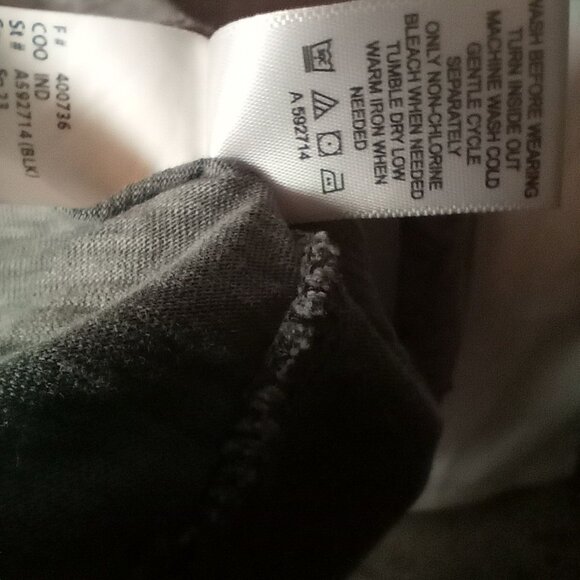 F# 400736
COO IND
St # A592714 (BLK)
WASH BEFORE WEARING
TURN INSIDE OUT
MACHINE WASH COLD
GENTLE CYCLE
SEPARATELY
ONLY NON-CHLORINE
BLEACH WHEN NEEDED
TUMBLE DRY LOW
WARM IRON WHEN
NEEDED
A 592714